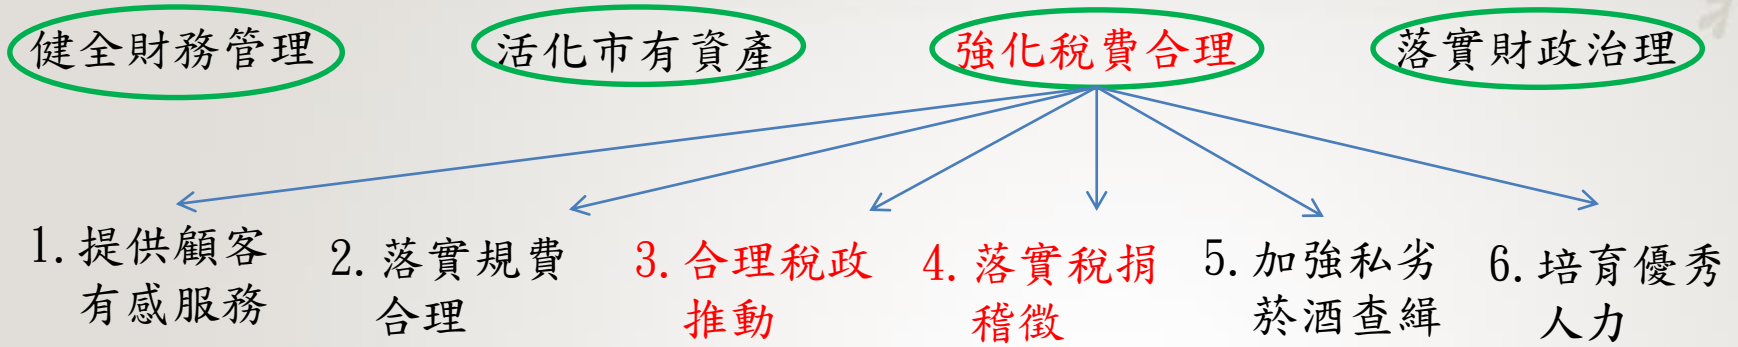 健全財務管理
活化市有資產
強化稅費合理
落實財政治理
1.提供顧客
有感服務
2.落實規費
合理
3.合理稅政
推動
4.落實稅捐
稽徵
5.加強私劣
菸酒查緝
6.培育優秀
人力